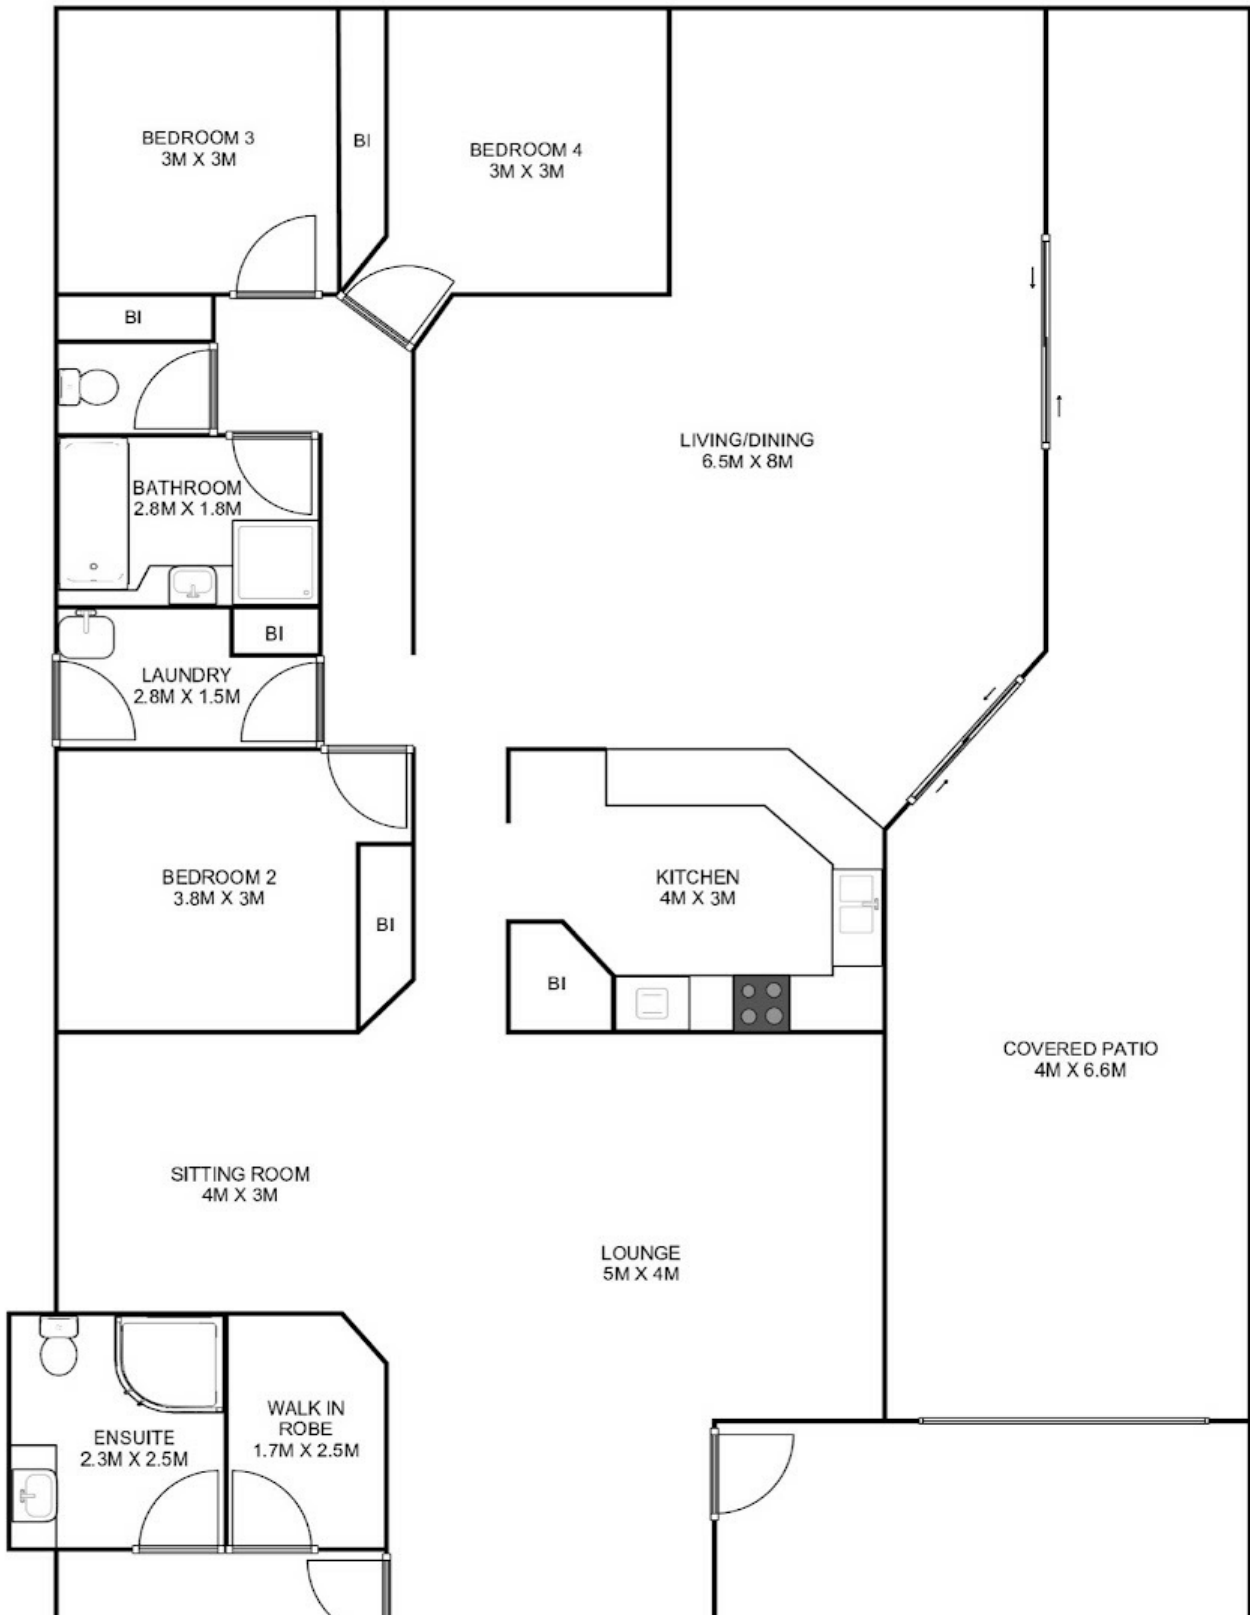 BEDROOM 3
3M X 3M
BI
BEDROOM 4
3M X 3M
BI
LIVING/DINING
6.5M X 8M
BATHROOM
2.8M X 1.8M
BI
LAUNDRY
2.8M X 1.5M
BEDROOM 2
3.8M X 3M
BI
KITCHEN
4M X 3M
BI
COVERED PATIO
4M X 6.6M
SITTING ROOM
4M X 3M
LOUNGE
5M X 4M
WALK IN
ROBE
1.7M X 2.5M
ENSUITE
2.3M X 2.5M